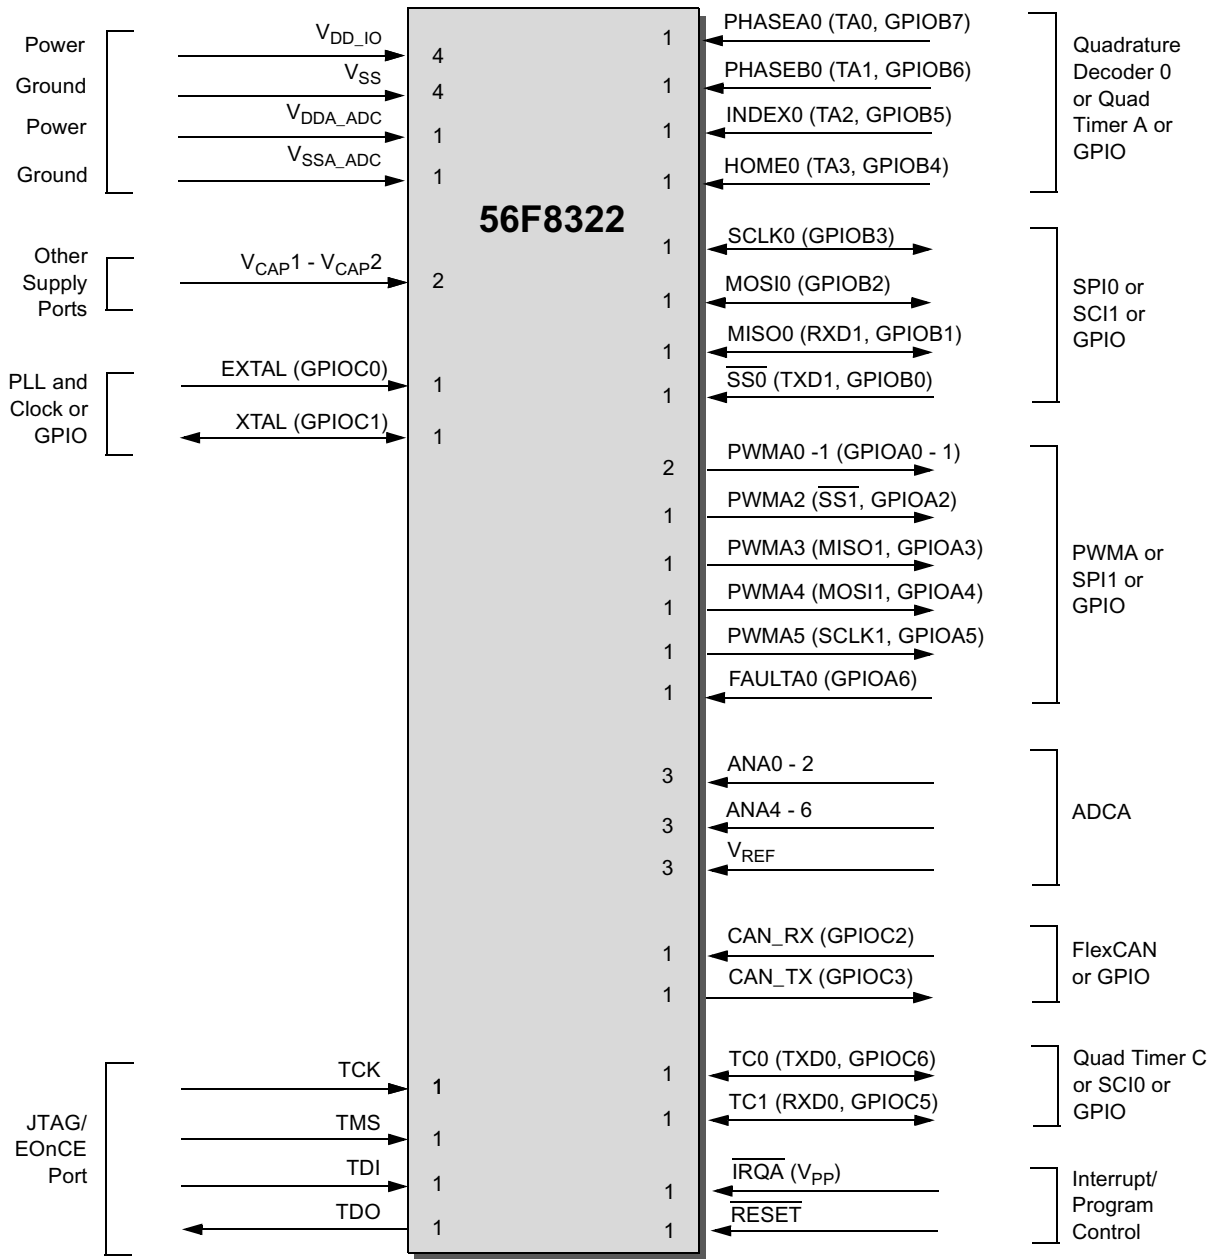 Power
V_DD_IO
4
Ground
V_SS
4
Power
V_DDA_ADC
1
Ground
V_SSA_ADC
1
Other
Supply
Ports
V_CAP1 - V_CAP2
2
PLL and
Clock or
GPIO
EXTAL (GPIOC0)
1
XTAL (GPIOC1)
1
JTAG/
EOnCE
Port
TCK
1
TMS
1
TDI
1
TDO
1
56F8322
1
PHASEA0 (TA0, GPIOB7)
1
PHASEB0 (TA1, GPIOB6)
1
INDEX0 (TA2, GPIOB5)
1
HOME0 (TA3, GPIOB4)
Quadrature
Decoder 0
or Quad
Timer A or
GPIO
1
SCLK0 (GPIOB3)
1
MOSI0 (GPIOB2)
1
MISO0 (RXD1, GPIOB1)
1
S̅S̅0̅ (TXD1, GPIOB0)
SPI0 or
SCI1 or
GPIO
2
PWMA0 -1 (GPIOA0 - 1)
1
PWMA2 (S̅S̅1̅, GPIOA2)
1
PWMA3 (MISO1, GPIOA3)
1
PWMA4 (MOSI1, GPIOA4)
1
PWMA5 (SCLK1, GPIOA5)
1
FAULTA0 (GPIOA6)
PWMA or
SPI1 or
GPIO
3
ANA0 - 2
3
ANA4 - 6
3
V_REF
ADCA
1
CAN_RX (GPIOC2)
1
CAN_TX (GPIOC3)
FlexCAN
or GPIO
1
TC0 (TXD0, GPIOC6)
1
TC1 (RXD0, GPIOC5)
Quad Timer C
or SCI0 or
GPIO
1
I̅R̅Q̅A̅ (V_PP)
1
R̅E̅S̅E̅T̅
Interrupt/
Program
Control